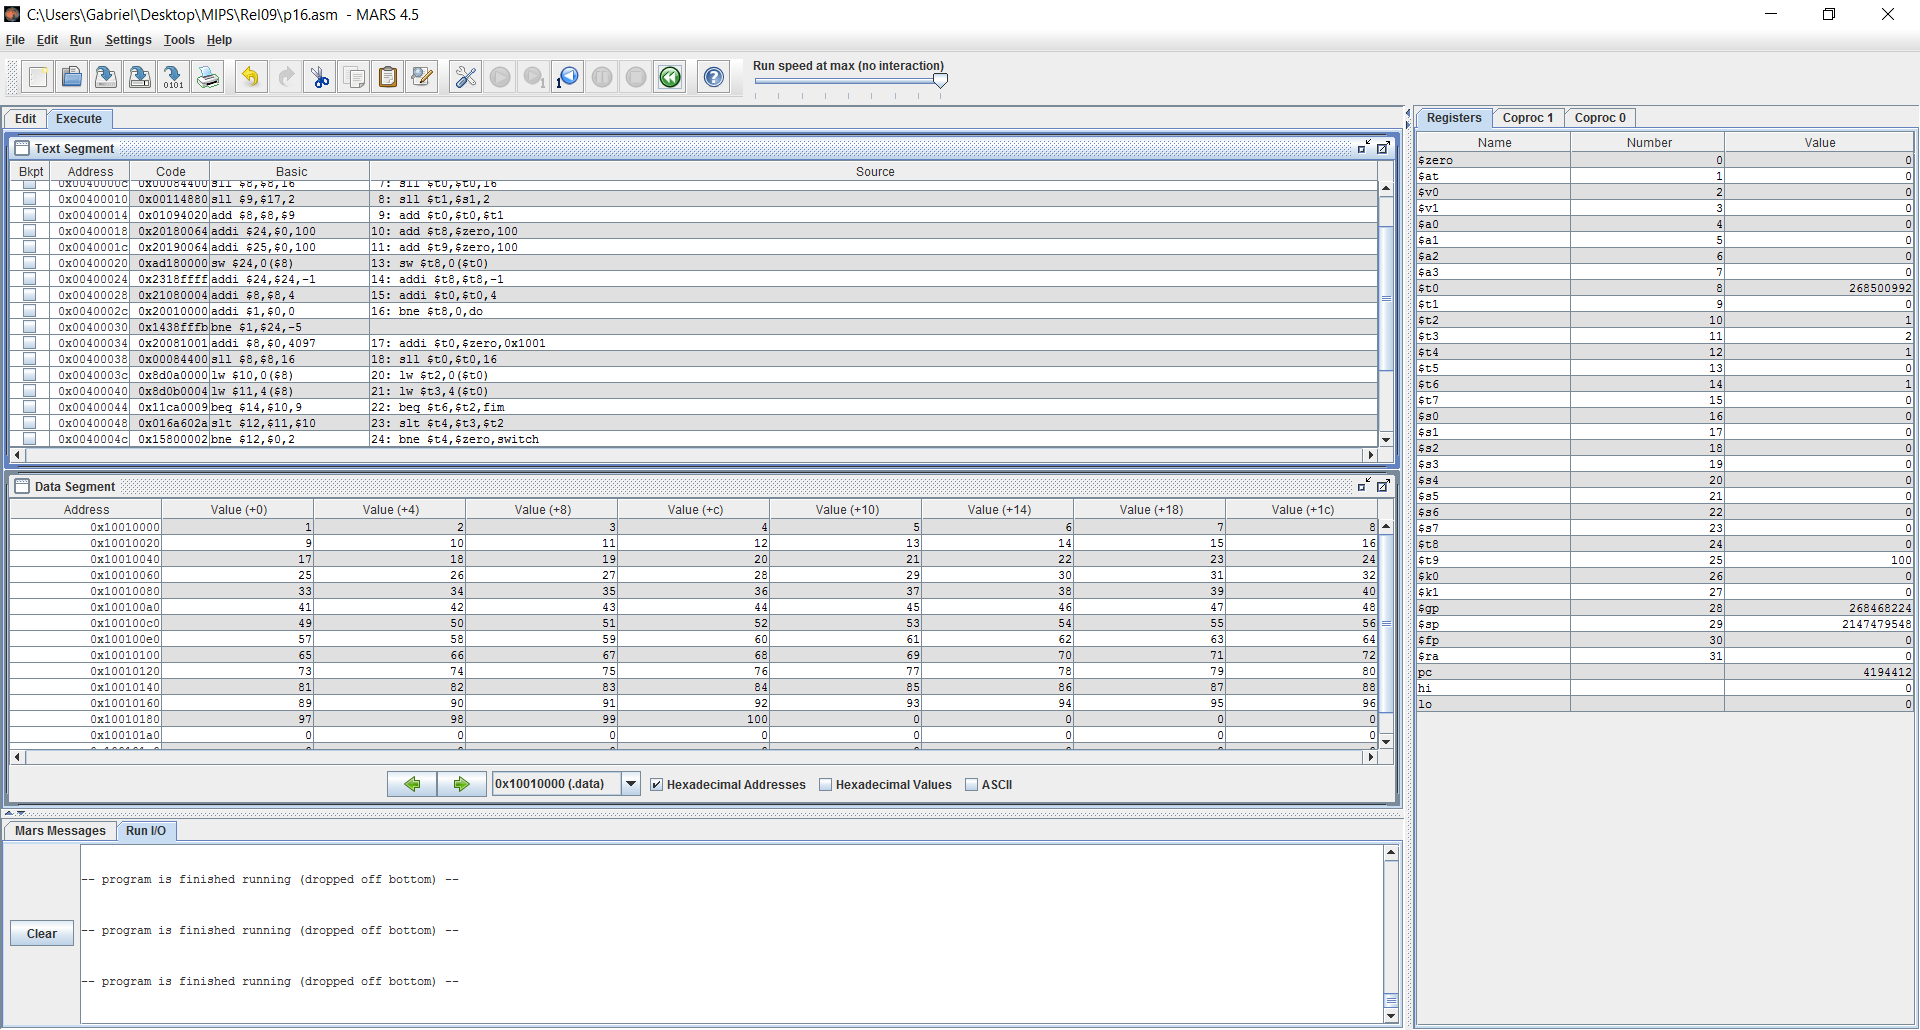 C:\Users\Gabriel\Desktop\MIPS\Rel09\p16.asm - MARS 4.5
File Edit Run Settings Tools Help
Run speed at max (no interaction)
Edit Execute
Text Segment
Bkpt Address Code Basic Source
0x0040000c 0x00084400 sll $8,$8,16 7: sll $t0,$t0,16
0x00400010 0x00114880 sll $9,$17,2 8: sll $t1,$s1,2
0x00400014 0x01094020 add $8,$8,$9 9: add $t0,$t0,$t1
0x00400018 0x20180064 addi $24,$0,100 10: add $t8,$zero,100
0x0040001c 0x20190064 addi $25,$0,100 11: add $t9,$zero,100
0x00400020 0xad180000 sw $24,0($8) 13: sw $t8,0($t0)
0x00400024 0x2318ffff addi $24,$24,-1 14: addi $t8,$t8,-1
0x00400028 0x21080004 addi $8,$8,4 15: addi $t0,$t0,4
0x0040002c 0x20010000 addi $1,$0,0 16: bne $t8,0,do
0x00400030 0x1438fffb bne $1,$24,-5
0x00400034 0x20081001 addi $8,$0,4097 17: addi $t0,$zero,0x1001
0x00400038 0x00084400 sll $8,$8,16 18: sll $t0,$t0,16
0x0040003c 0x8d0a0000 lw $10,0($8) 20: lw $t2,0($t0)
0x00400040 0x8d0b0004 lw $11,4($8) 21: lw $t3,4($t0)
0x00400044 0x11ca0009 beq $14,$10,9 22: beq $t6,$t2,fim
0x00400048 0x016a602a slt $12,$11,$10 23: slt $t4,$t3,$t2
0x0040004c 0x15800002 bne $12,$0,2 24: bne $t4,$zero,switch
Data Segment
Address Value (+0) Value (+4) Value (+8) Value (+c) Value (+10) Value (+14) Value (+18) Value (+1c)
0x10010000 1 2 3 4 5 6 7 8
0x10010020 9 10 11 12 13 14 15 16
0x10010040 17 18 19 20 21 22 23 24
0x10010060 25 26 27 28 29 30 31 32
0x10010080 33 34 35 36 37 38 39 40
0x100100a0 41 42 43 44 45 46 47 48
0x100100c0 49 50 51 52 53 54 55 56
0x100100e0 57 58 59 60 61 62 63 64
0x10010100 65 66 67 68 69 70 71 72
0x10010120 73 74 75 76 77 78 79 80
0x10010140 81 82 83 84 85 86 87 88
0x10010160 89 90 91 92 93 94 95 96
0x10010180 97 98 99 100 0 0 0 0
0x100101a0 0 0 0 0 0 0 0 0
0x10010000 (.data) Hexadecimal Addresses Hexadecimal Values ASCII
Mars Messages Run I/O
-- program is finished running (dropped off bottom) --
-- program is finished running (dropped off bottom) --
-- program is finished running (dropped off bottom) --
Clear
Registers Coproc 1 Coproc 0
Name Number Value
$zero 0 0
$at 1 0
$v0 2 0
$v1 3 0
$a0 4 0
$a1 5 0
$a2 6 0
$a3 7 0
$t0 8 268500992
$t1 9 0
$t2 10 1
$t3 11 2
$t4 12 1
$t5 13 0
$t6 14 1
$t7 15 0
$s0 16 0
$s1 17 0
$s2 18 0
$s3 19 0
$s4 20 0
$s5 21 0
$s6 22 0
$s7 23 0
$t8 24 0
$t9 25 100
$k0 26 0
$k1 27 0
$gp 28 268468224
$sp 29 2147479548
$fp 30 0
$ra 31 0
pc 4194412
hi 0
lo 0